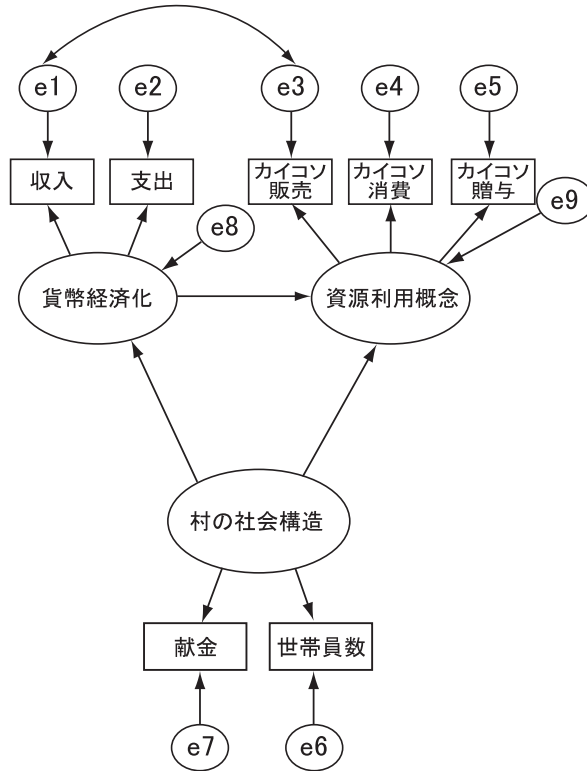 e1
e2
e3
e4
e5
収入
支出
カイコソ
販売
カイコソ
消費
カイコソ
贈与
e8
e9
貨幣経済化
資源利用概念
村の社会構造
献金
世帯員数
e7
e6